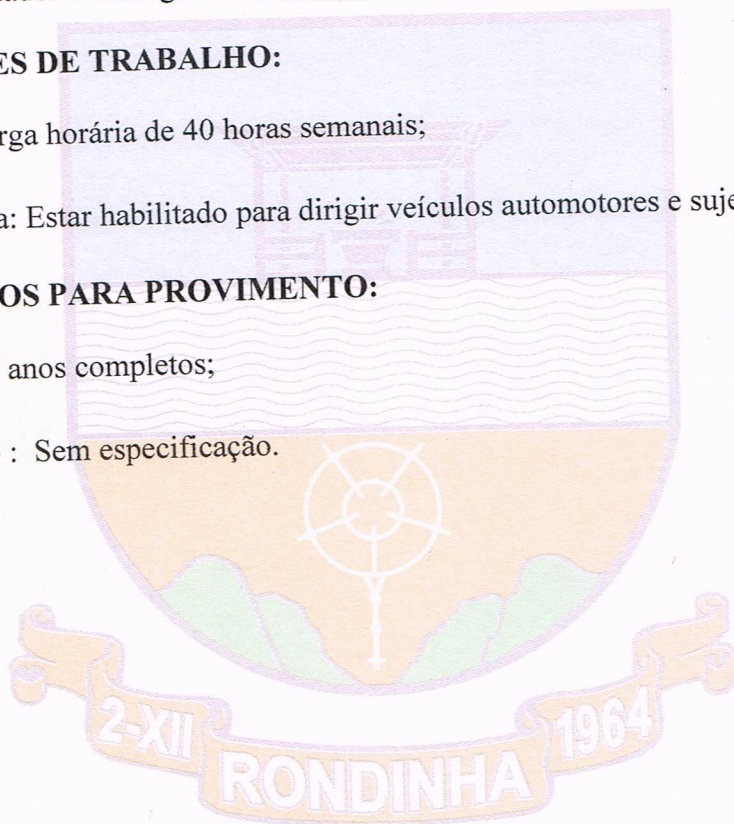 ES DE TRABALHO:
rga horária de 40 horas semanais;
a: Estar habilitado para dirigir veículos automotores e suje
OS PARA PROVIMENTO:
anos completos;
: Sem especificação.
2-XII
RONDINHA
1964